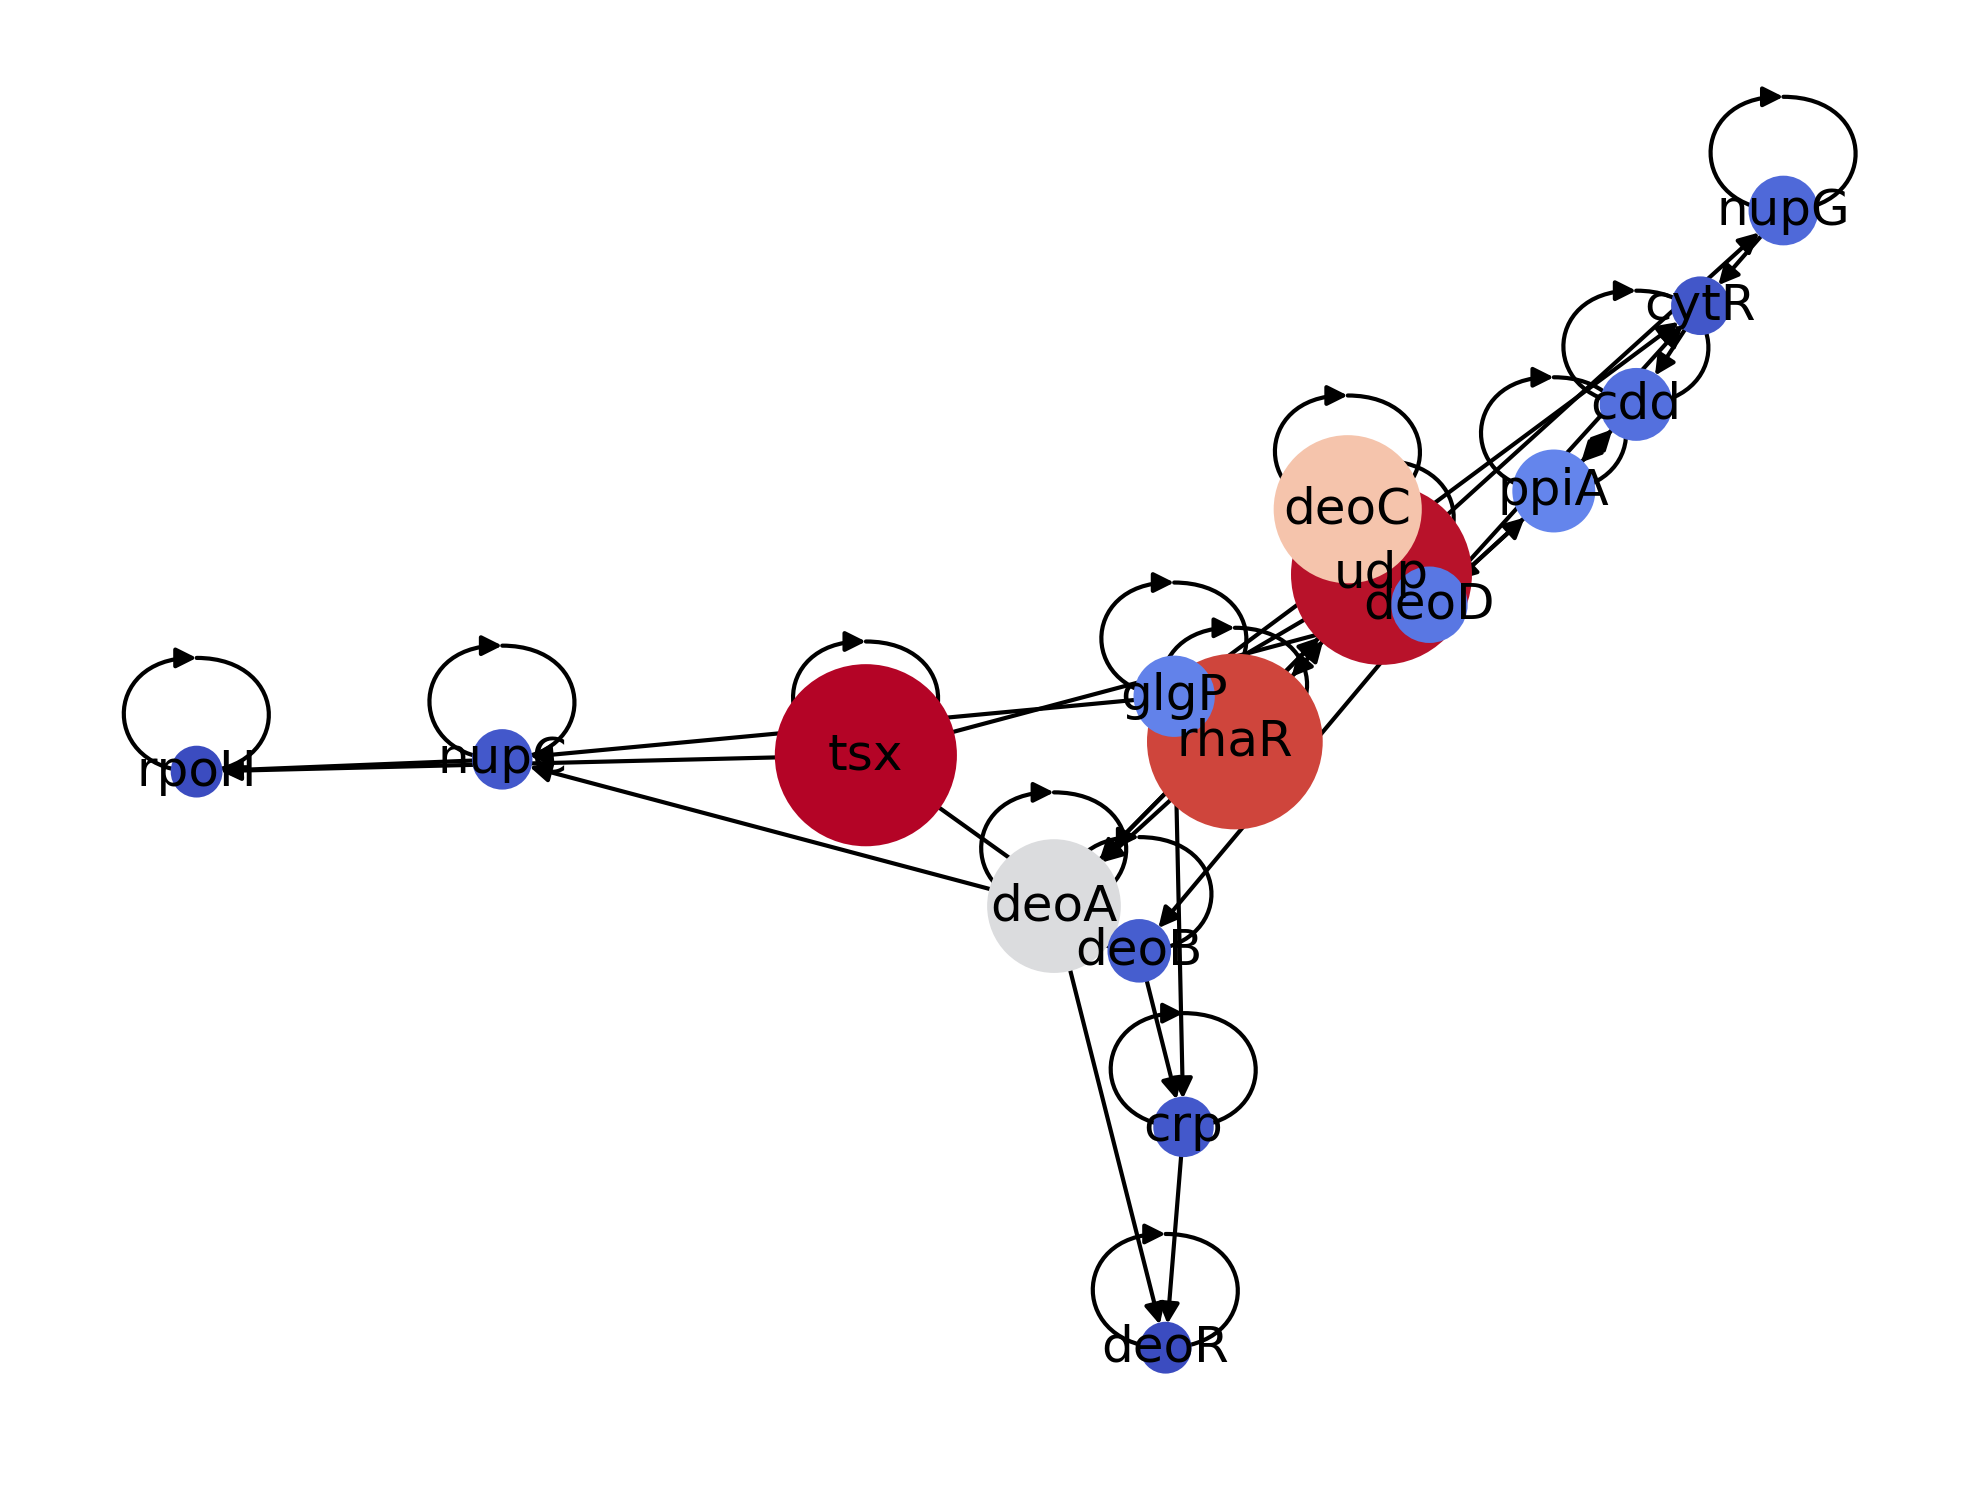 nupG
cytR
cdd
ppiA
deoC
udp
deoD
glgP
rhaR
tsx
nupC
rpoH
deoA
deoB
crp
deoR